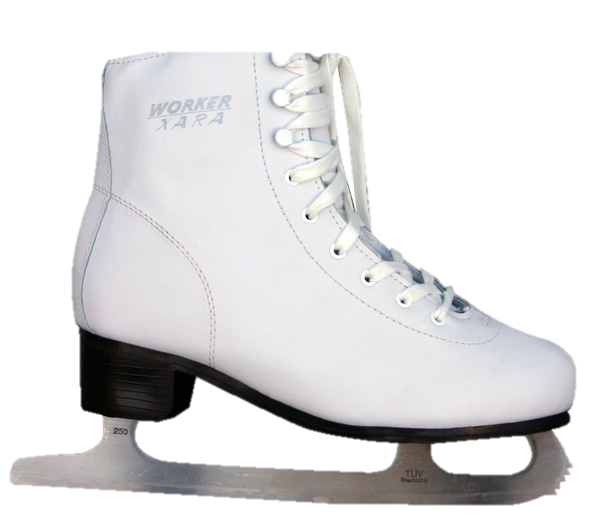 WORKER
XARA
250
TÜV
Rheinland